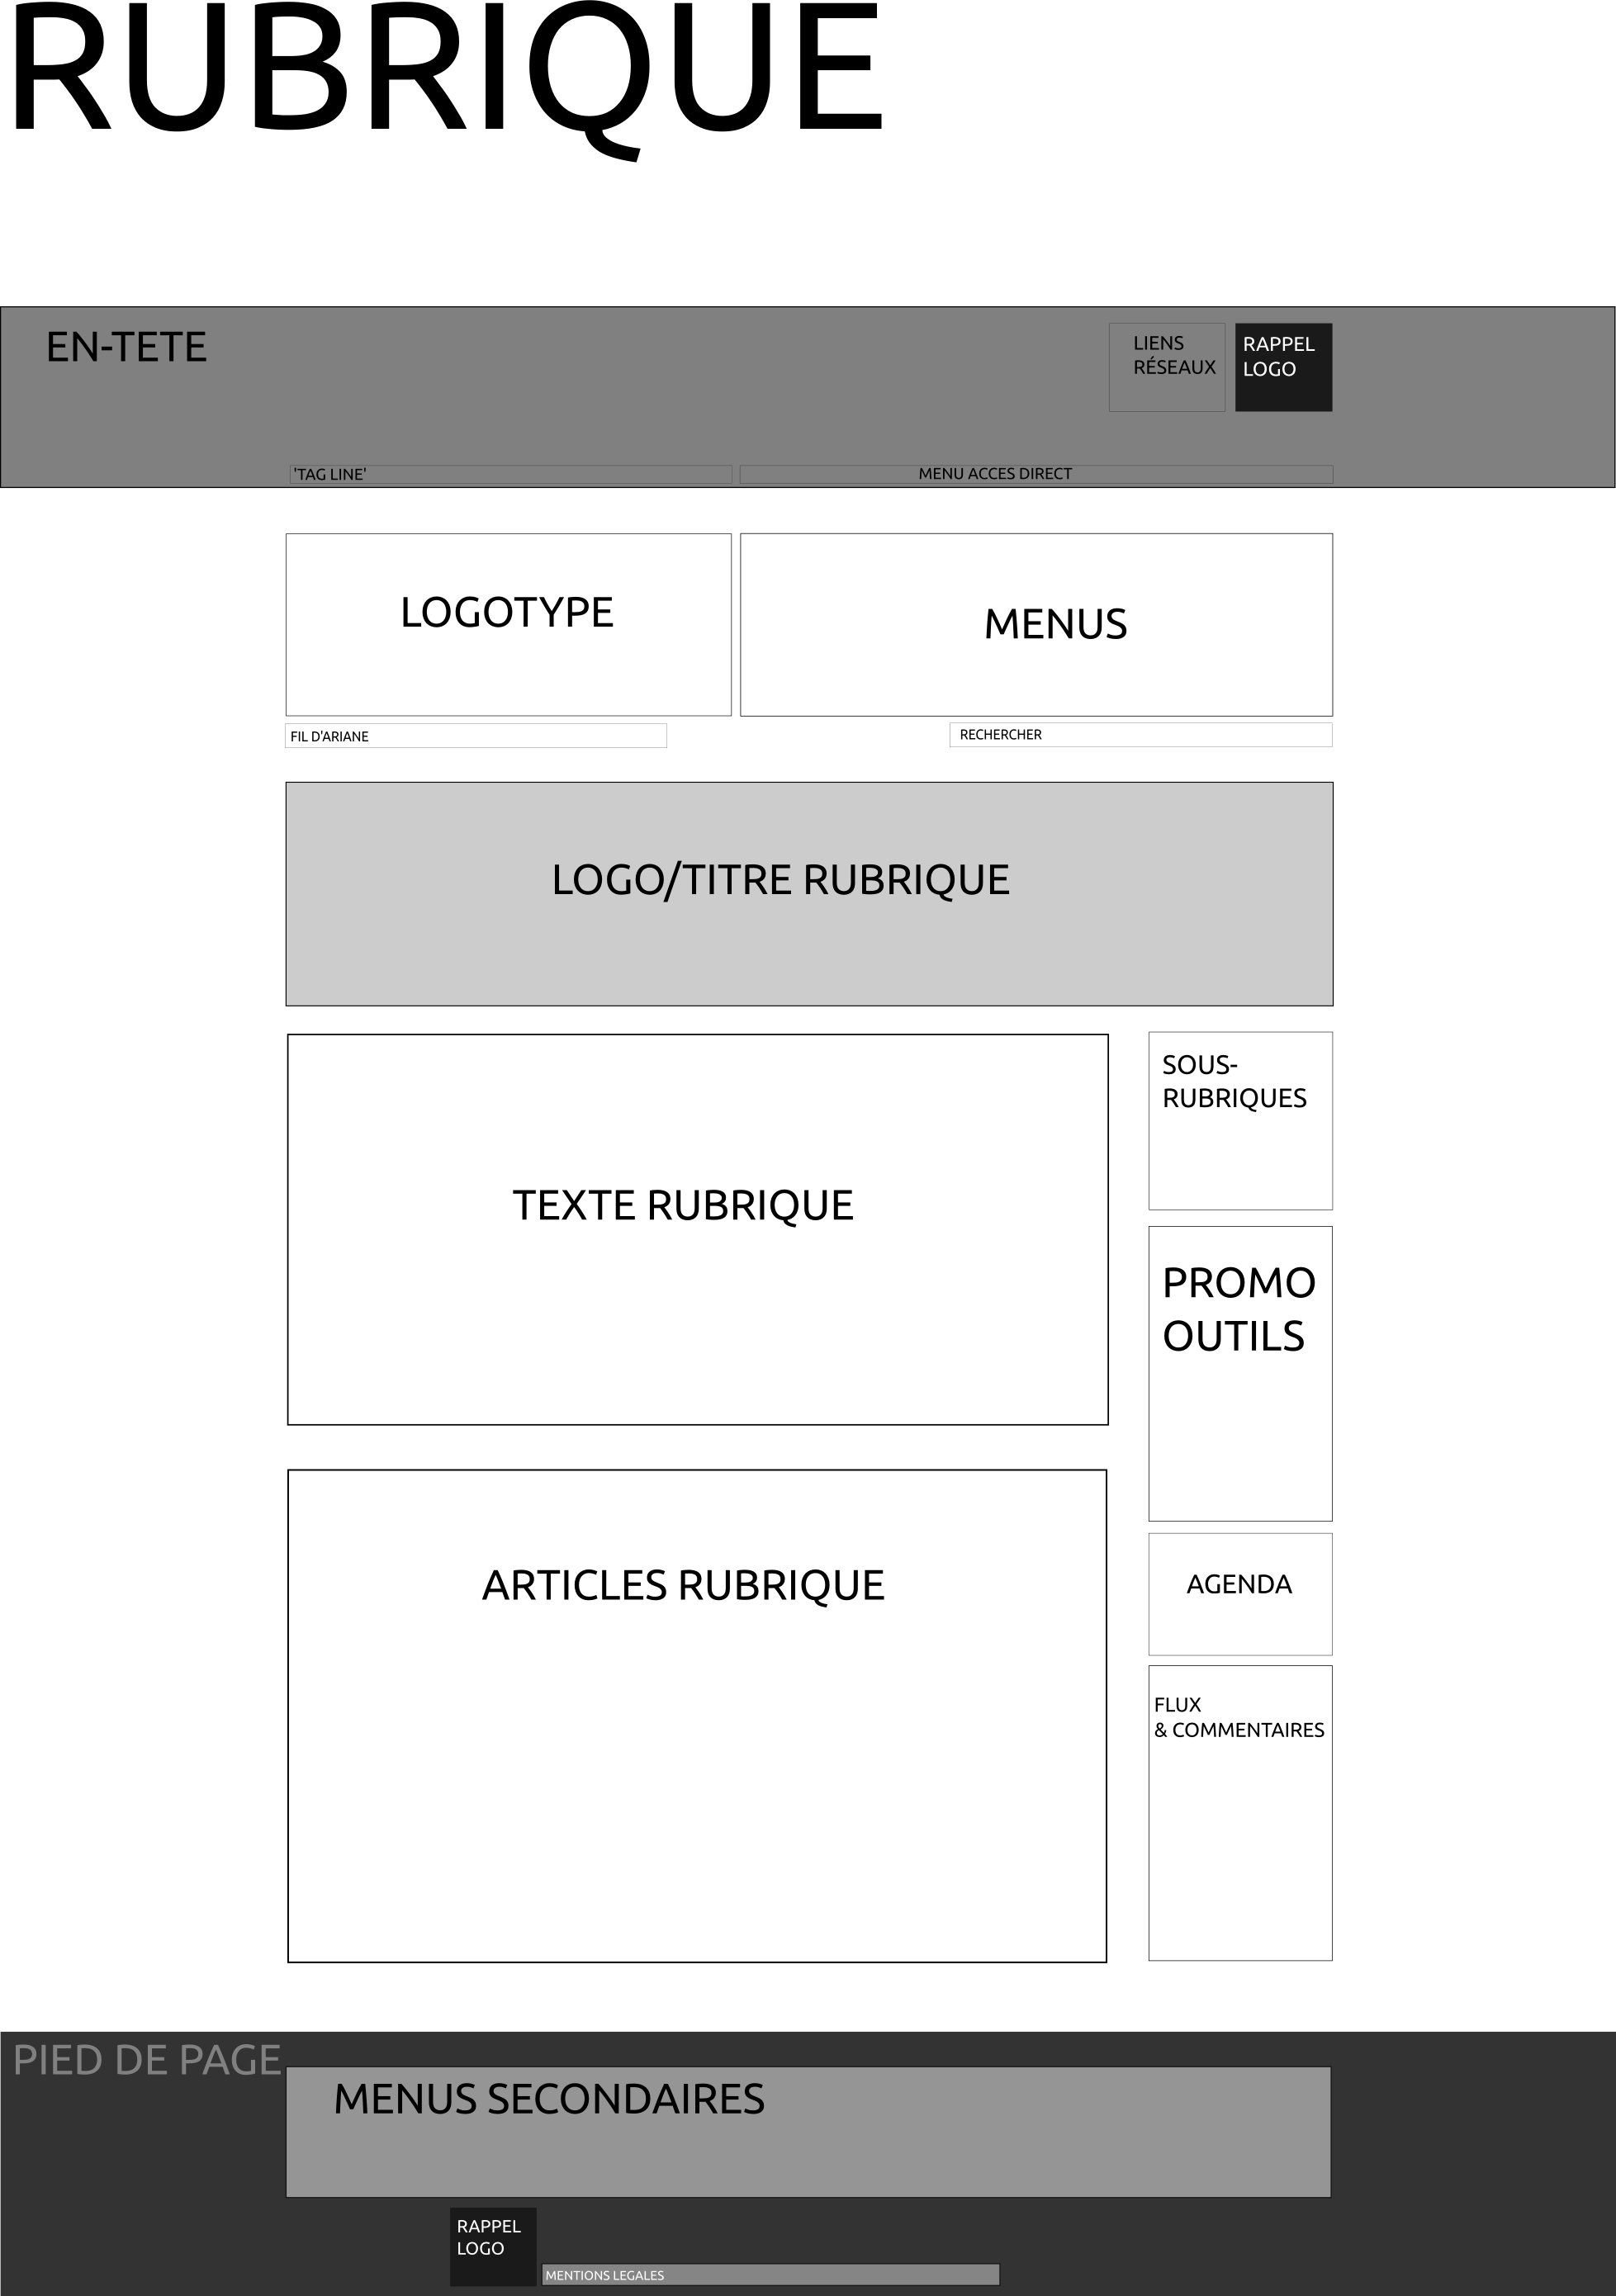 RUBRIQUE
EN-TETE
LIENS
RÉSEAUX
RAPPEL
LOGO
'TAG LINE'
MENU ACCES DIRECT
LOGOTYPE
MENUS
FIL D'ARIANE
RECHERCHER
LOGO/TITRE RUBRIQUE
TEXTE RUBRIQUE
SOUS-
RUBRIQUES
PROMO
OUTILS
ARTICLES RUBRIQUE
AGENDA
FLUX
& COMMENTAIRES
PIED DE PAGE
MENUS SECONDAIRES
RAPPEL
LOGO
MENTIONS LEGALES